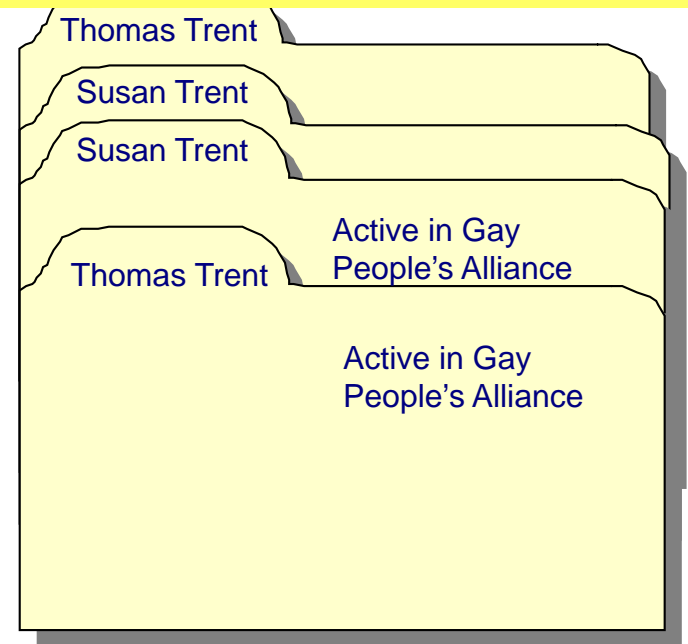 Thomas Trent
Susan Trent
Susan Trent
Active in Gay
People's Alliance
Thomas Trent
Active in Gay
People's Alliance